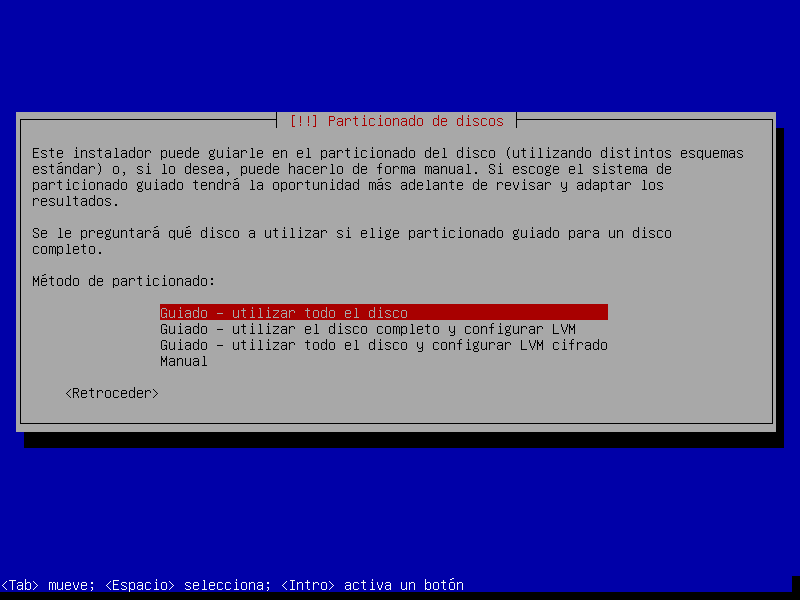 [!!] Particionado de discos
Este instalador puede guiarle en el particionado del disco (utilizando distintos esquemas
estándar) o, si lo desea, puede hacerlo de forma manual. Si escoge el sistema de
particionado guiado tendrá la oportunidad más adelante de revisar y adaptar los
resultados.
Se le preguntará qué disco a utilizar si elige particionado guiado para un disco
completo.
Método de particionado:
Guiado - utilizar todo el disco
Guiado - utilizar el disco completo y configurar LVM
Guiado - utilizar todo el disco y configurar LVM cifrado
Manual
<Retroceder>
<Tab> mueve; <Espacio> selecciona; <Intro> activa un botón